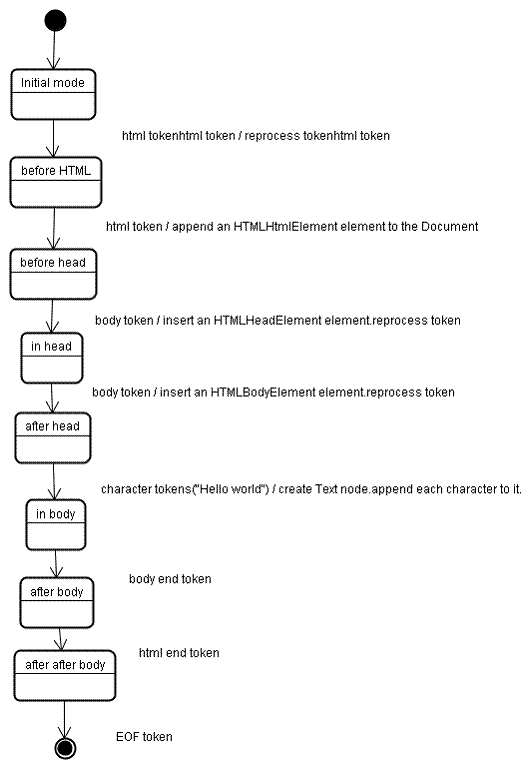 Initial mode
html tokenhtml token / reprocess tokenhtml token
before HTML
html token / append an HTMLHtmlElement element to the Document
before head
body token / insert an HTMLHeadElement element.reprocess token
in head
body token / insert an HTMLBodyElement element.reprocess token
after head
character tokens("Hello world") / create Text node.append each character to it.
in body
body end token
after body
html end token
after after body
EOF token